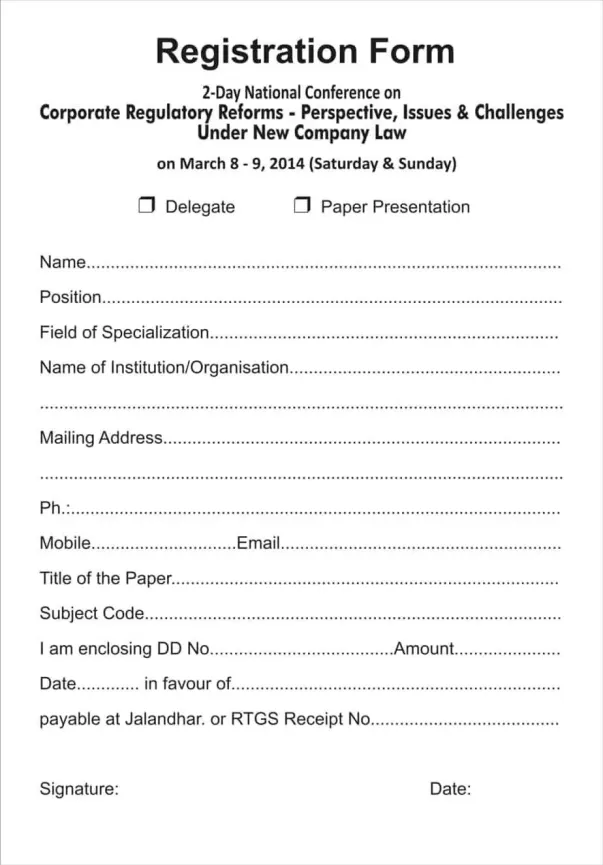 Registration Form
2-Day National Conference on
Corporate Regulatory Reforms - Perspective, Issues & Challenges
Under New Company Law
on March 8 - 9, 2014 (Saturday & Sunday)
❒ Delegate ❒ Paper Presentation
Name.................................................................................................
Position..............................................................................................
Field of Specialization.......................................................................
Name of Institution/Organisation........................................................
...........................................................................................................
Mailing Address.................................................................................
...........................................................................................................
Ph.:....................................................................................................
Mobile..............................Email..........................................................
Title of the Paper...............................................................................
Subject Code.....................................................................................
I am enclosing DD No......................................Amount......................
Date............. in favour of....................................................................
payable at Jalandhar. or RTGS Receipt No.......................................
Signature: Date: